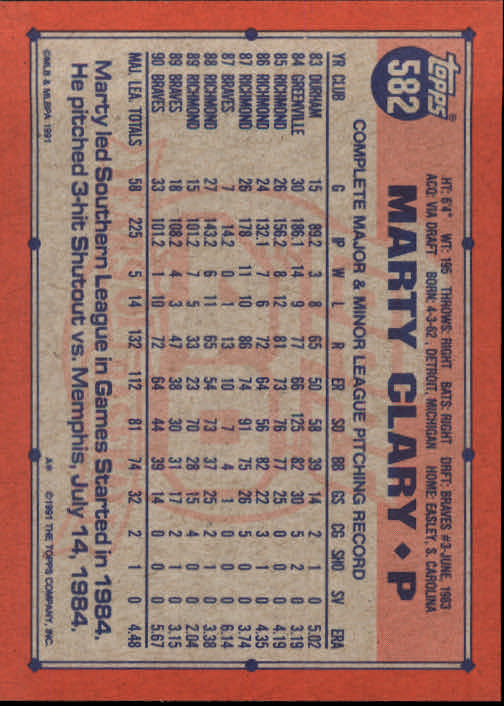 topps®
582
HT: 6'4" WT: 195 THROWS: RIGHT BATS: RIGHT DRFT: BRAVES #3-JUNE, 1983
ACQ: VIA DRAFT BORN: 4-3-62, DETROIT, MICHIGAN HOME: EASLEY, S. CAROLINA
MARTY CLARY ♦ P
COMPLETE MAJOR & MINOR LEAGUE PITCHING RECORD
YR CLUB G IP W L R ER SO BB GS CG SHO SV ERA
83 DURHAM 15 89.2 3 8 65 50 58 39 14 2 1 0 5.02
84 GREENVILLE 30 186.1 14 9 77 66 125 82 30 5 2 0 3.19
85 RICHMOND 26 156.2 8 12 81 73 76 77 25 2 0 0 4.19
86 RICHMOND 24 132.1 7 6 72 64 56 82 22 3 1 0 4.35
87 RICHMOND 26 178 11 10 86 74 91 75 26 5 0 0 3.74
87 BRAVES 7 14.2 0 1 13 10 7 4 1 0 0 0 6.14
88 RICHMOND 27 143.2 6 11 65 54 73 37 25 2 1 0 3.38
89 RICHMOND 15 101.2 7 5 33 23 70 28 15 4 0 0 2.04
89 BRAVES 18 108.2 4 3 47 38 30 31 17 2 1 0 3.15
90 BRAVES 33 101.2 1 10 72 64 44 39 14 0 0 0 5.67
MAJ. LEA. TOTALS 58 225 5 14 132 112 81 74 32 2 1 0 4.48
Marty led Southern League in Games Started in 1984.
He pitched 3-hit Shutout vs. Memphis, July 14, 1984.
©MLB & MLBPA 1991 A# ©1991 THE TOPPS COMPANY, INC.